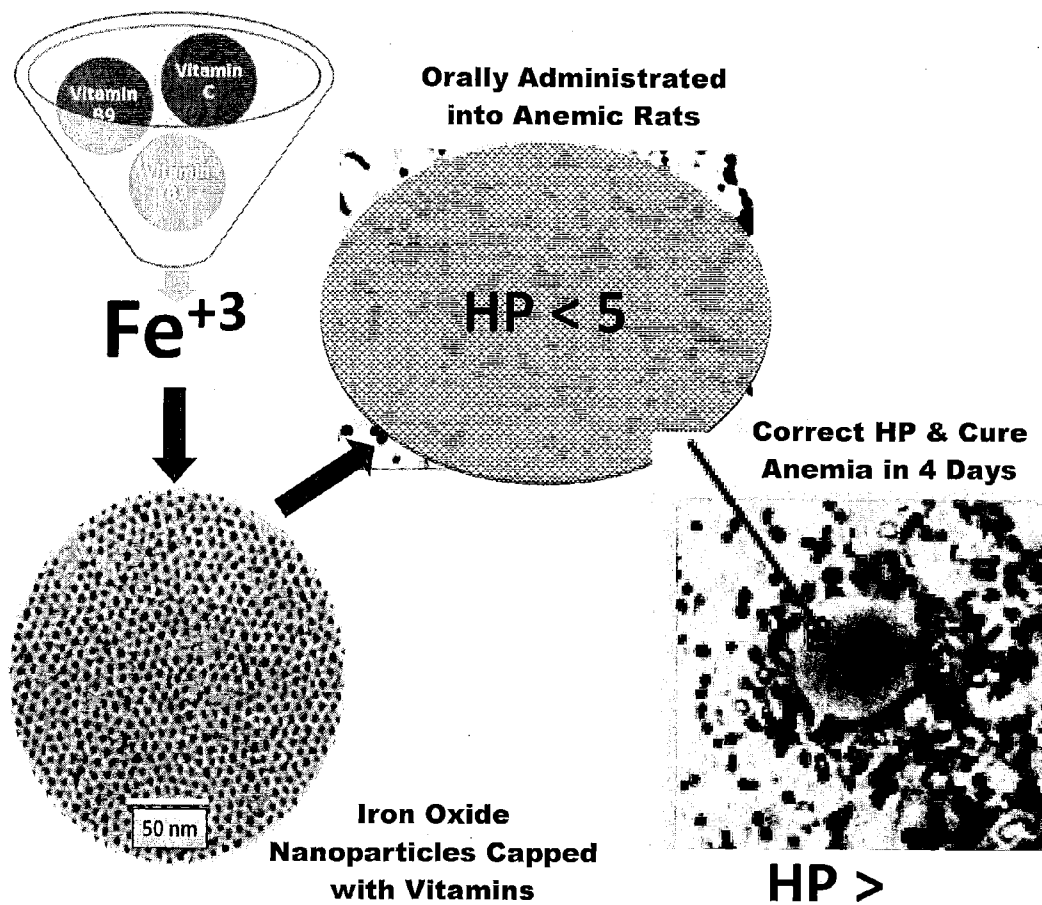 Vitamin
B9
Vitamin
C
Vitamin
Fe+3
Orally Administrated
into Anemic Rats
HP < 5
Correct HP & Cure
Anemia in 4 Days
50 nm
Iron Oxide
Nanoparticles Capped
with Vitamins
HP >